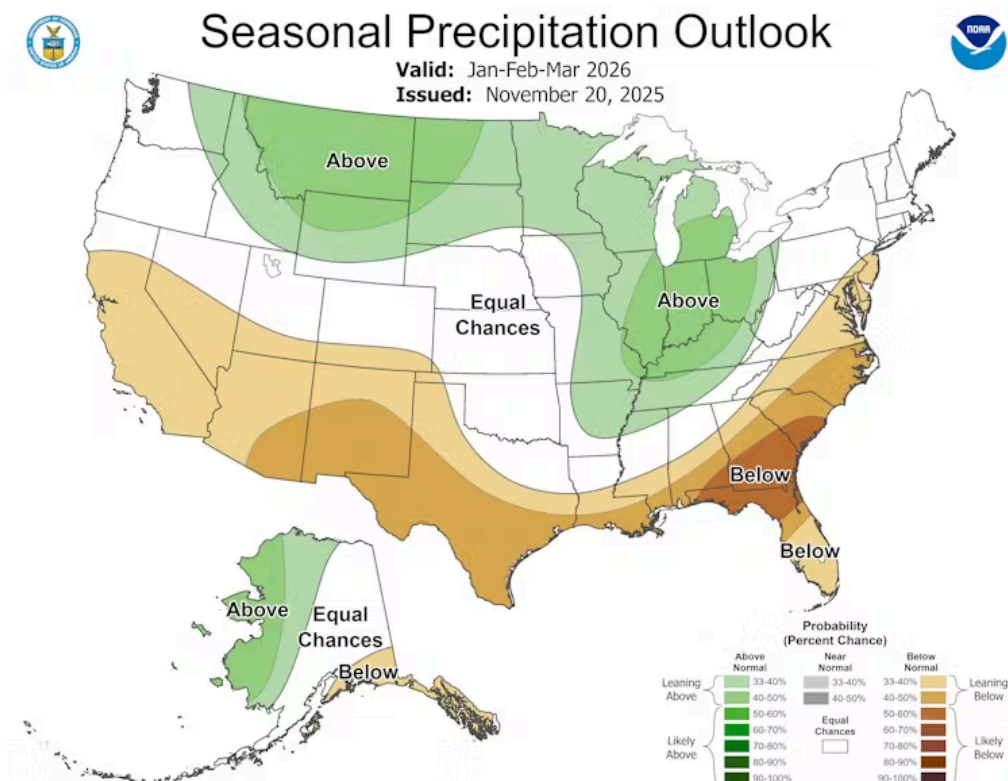 Seasonal Precipitation Outlook
Valid: Jan-Feb-Mar 2026
Issued: November 20, 2025
NOAA
Above
Equal
Chances
Above
Below
Below
Above
Equal
Chances
Below
Probability
(Percent Chance)
Above
Normal
Near
Normal
Below
Normal
Leaning
Above
33-40%
40-50%
33-40%
40-50%
33-40%
40-50%
Leaning
Below
Likely
Above
50-60%
60-70%
70-80%
80-90%
90-100%
Equal
Chances
50-60%
60-70%
70-80%
80-90%
90-100%
Likely
Below